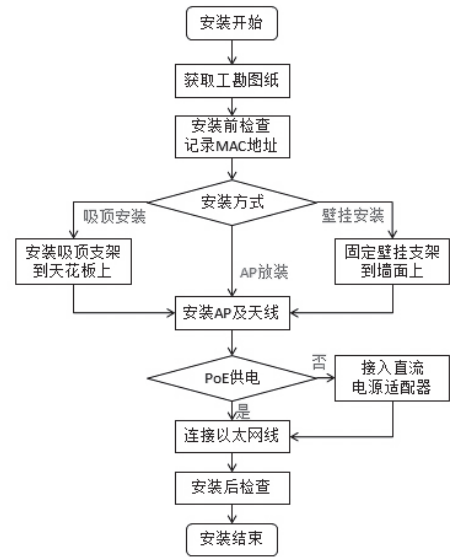 安装开始
获取工勘图纸
安装前检查
记录MAC地址
安装方式
吸顶安装
壁挂安装
安装吸顶支架
到天花板上
AP放装
固定壁挂支架
到墙面上
安装AP及天线
PoE供电
否
接入直流
电源适配器
是
连接以太网线
安装后检查
安装结束